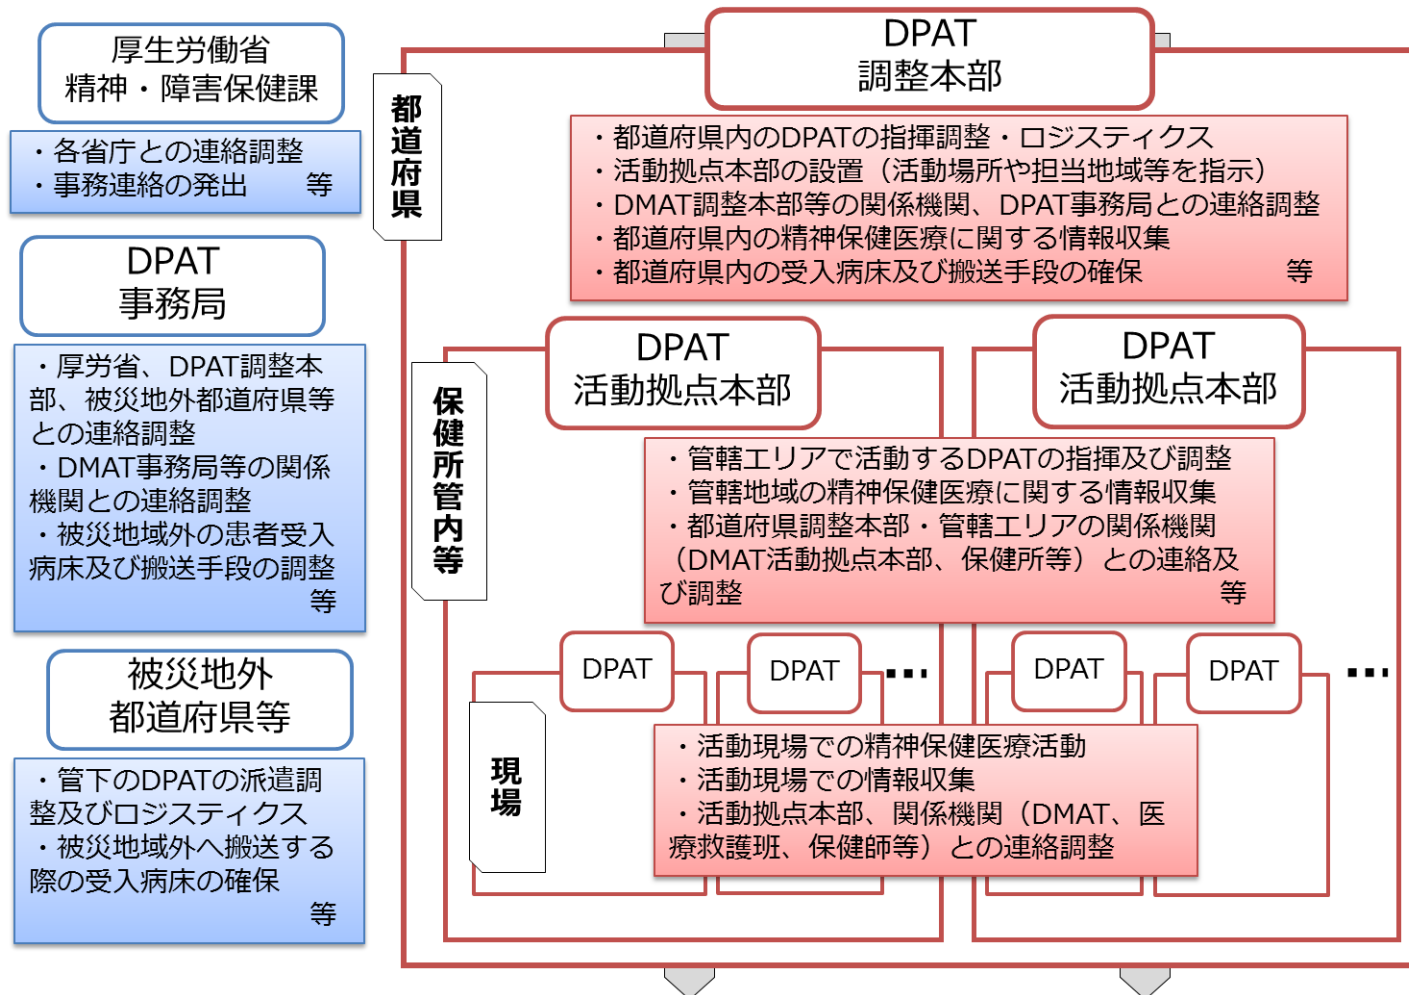 厚生労働省
精神・障害保健課
・各省庁との連絡調整
・事務連絡の発出　　等
DPAT
事務局
・厚労省、DPAT調整本
部、被災地外都道府県等
との連絡調整
・DMAT事務局等の関係
機関との連絡調整
・被災地域外の患者受入
病床及び搬送手段の調整
等
被災地外
都道府県等
・管下のDPATの派遣調
整及びロジスティクス
・被災地域外へ搬送する
際の受入病床の確保
等
都道府県
DPAT
調整本部
・都道府県内のDPATの指揮調整・ロジスティクス
・活動拠点本部の設置（活動場所や担当地域等を指示）
・DMAT調整本部等の関係機関、DPAT事務局との連絡調整
・都道府県内の精神保健医療に関する情報収集
・都道府県内の受入病床及び搬送手段の確保　　等
保健所管内等
DPAT
活動拠点本部
DPAT
活動拠点本部
・管轄エリアで活動するDPATの指揮及び調整
・管轄地域の精神保健医療に関する情報収集
・都道府県調整本部・管轄エリアの関係機関
（DMAT活動拠点本部、保健所等）との連絡及
び調整　　等
現場
DPAT
DPAT
…
DPAT
DPAT
…
・活動現場での精神保健医療活動
・活動現場での情報収集
・活動拠点本部、関係機関（DMAT、医
療救護班、保健師等）との連絡調整